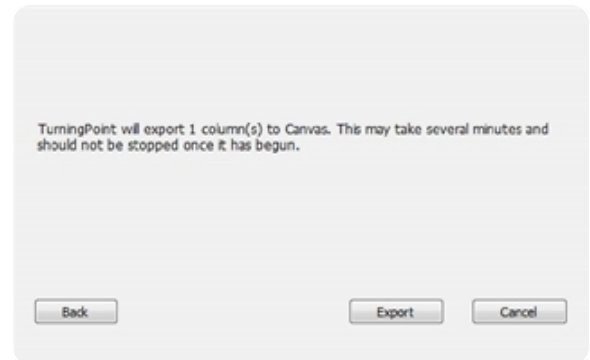 TurningPoint will export 1 column(s) to Canvas. This may take several minutes and
should not be stopped once it has begun.
Back Export Cancel